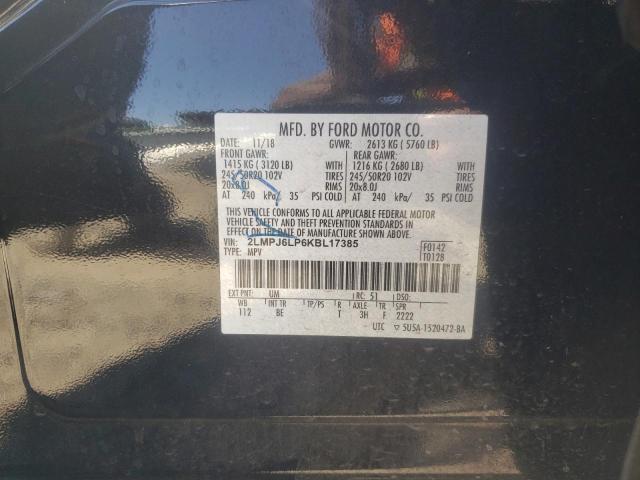 MFD. BY FORD MOTOR CO.
DATE: 11/18 GVWR: 2613 KG ( 5760 LB)
FRONT GAWR: REAR GAWR:
1415 KG ( 3120 LB) WITH 1216 KG ( 2680 LB) WITH
245/50R20 102V TIRES 245/50R20 102V TIRES
20x8.0J RIMS 20x8.0J RIMS
AT 240 kPa/ 35 PSI COLD AT 240 kPa/ 35 PSI COLD
THIS VEHICLE CONFORMS TO ALL APPLICABLE FEDERAL MOTOR
VEHICLE SAFETY AND THEFT PREVENTION STANDARDS IN
EFFECT ON THE DATE OF MANUFACTURE SHOWN ABOVE.
VIN: 2LMPJ6LP6KBL17385 F0142
TYPE: MPV T0128
EXT PNT: UM RC: 51 DSO:
WB INT TR TP/PS R AXLE TR SPR
112 BE T 3H F 2222
UTC ▽5U5A-1520472-BA